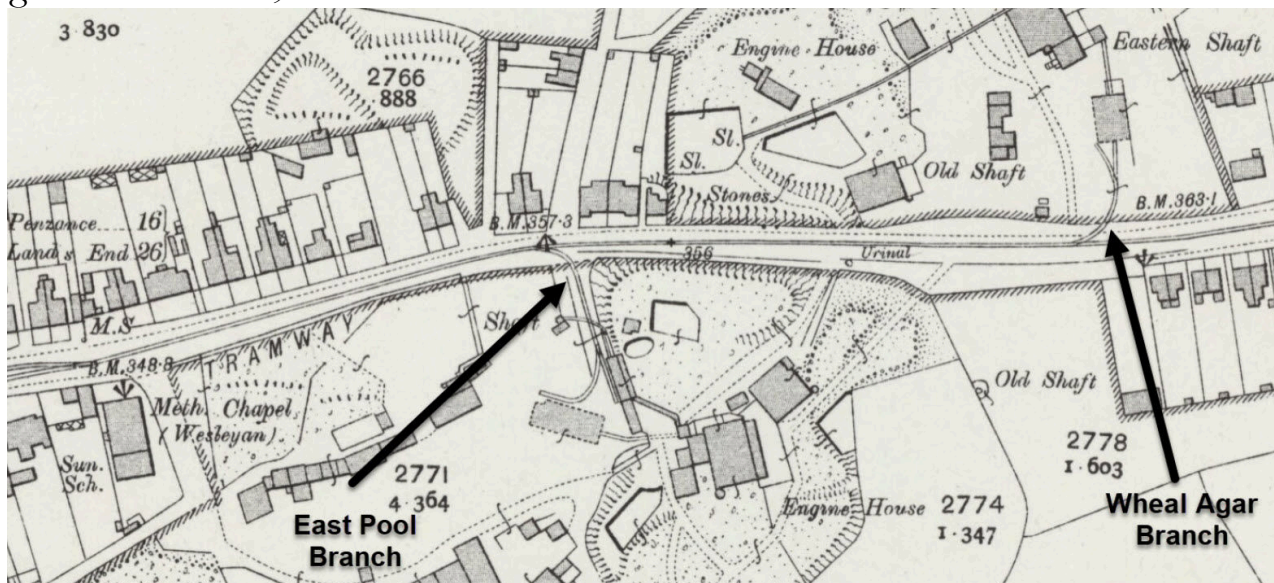 3·830
2766
888
Engine House
Eastern Shaft
Sl.
Sl.
Old Shaft
Stones
B.M.357·3
B.M.363·1
Penzance 16
Land's End 26
356
Urinal
M.S
Shaft
TRAMWAY
B.M.348·8
Meth. Chapel
(Wesleyan)
Old Shaft
Sun.
Sch.
2771
4·364
2778
1·603
Engine House
2774
1·347
East Pool
Branch
Wheal Agar
Branch